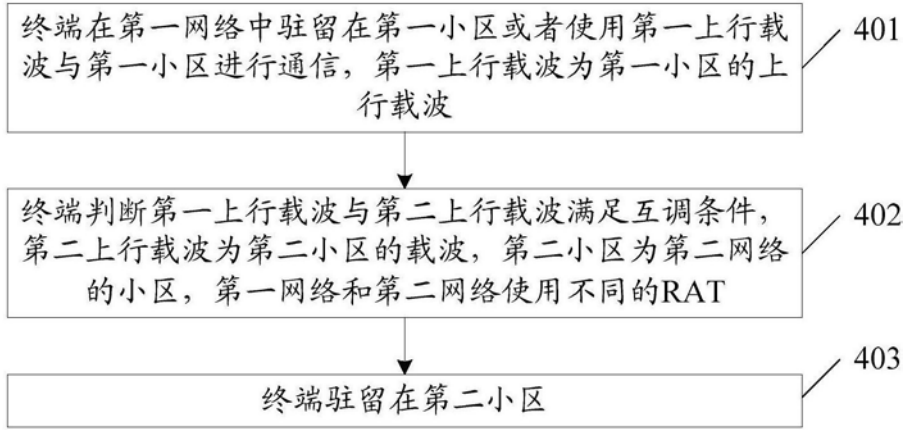 终端在第一网络中驻留在第一小区或者使用第一上行载
波与第一小区进行通信，第一上行载波为第一小区的上
行载波
401
终端判断第一上行载波与第二上行载波满足互调条件，
第二上行载波为第二小区的载波，第二小区为第二网络
的小区，第一网络和第二网络使用不同的RAT
402
终端驻留在第二小区
403